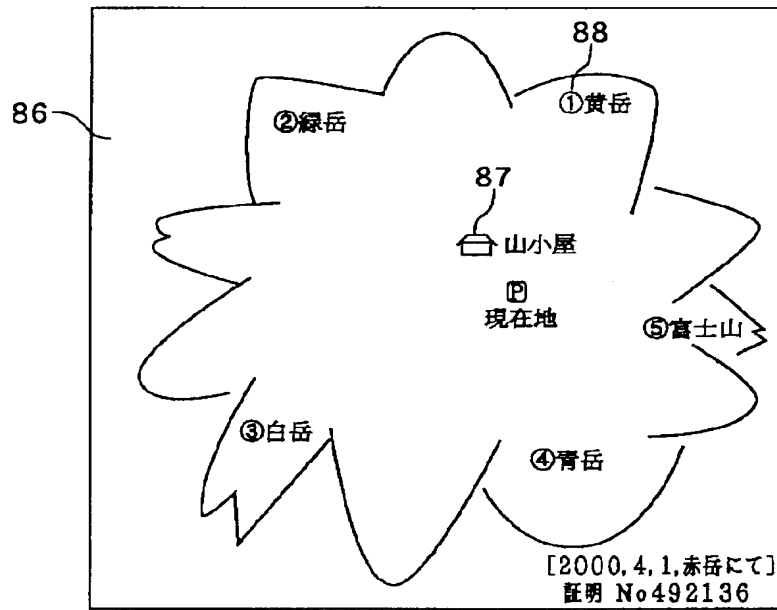 88
86
①黄岳
②緑岳
87
山小屋
P
現在地
⑤富士山
③白岳
④青岳
[2000,4,1,赤岳にて]
証明 No492136